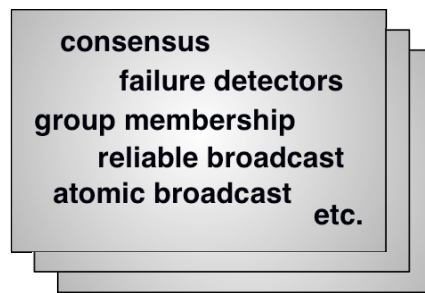 consensus
failure detectors
group membership
reliable broadcast
atomic broadcast
etc.